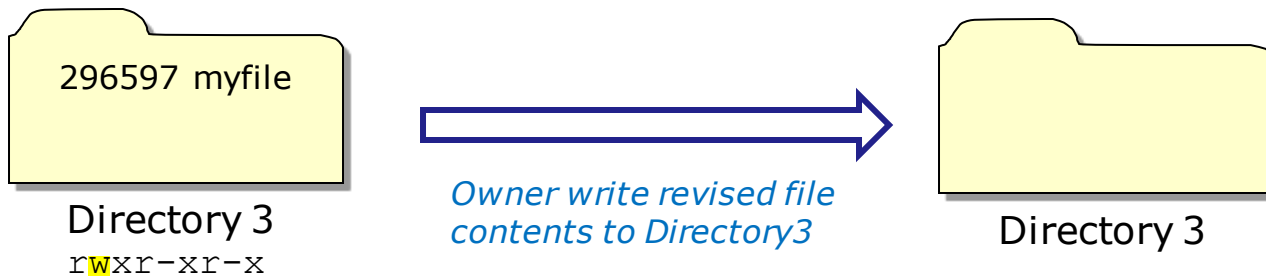 296597 myfile
Directory 3
rwxr-xr-x
Owner write revised file
contents to Directory3
Directory 3